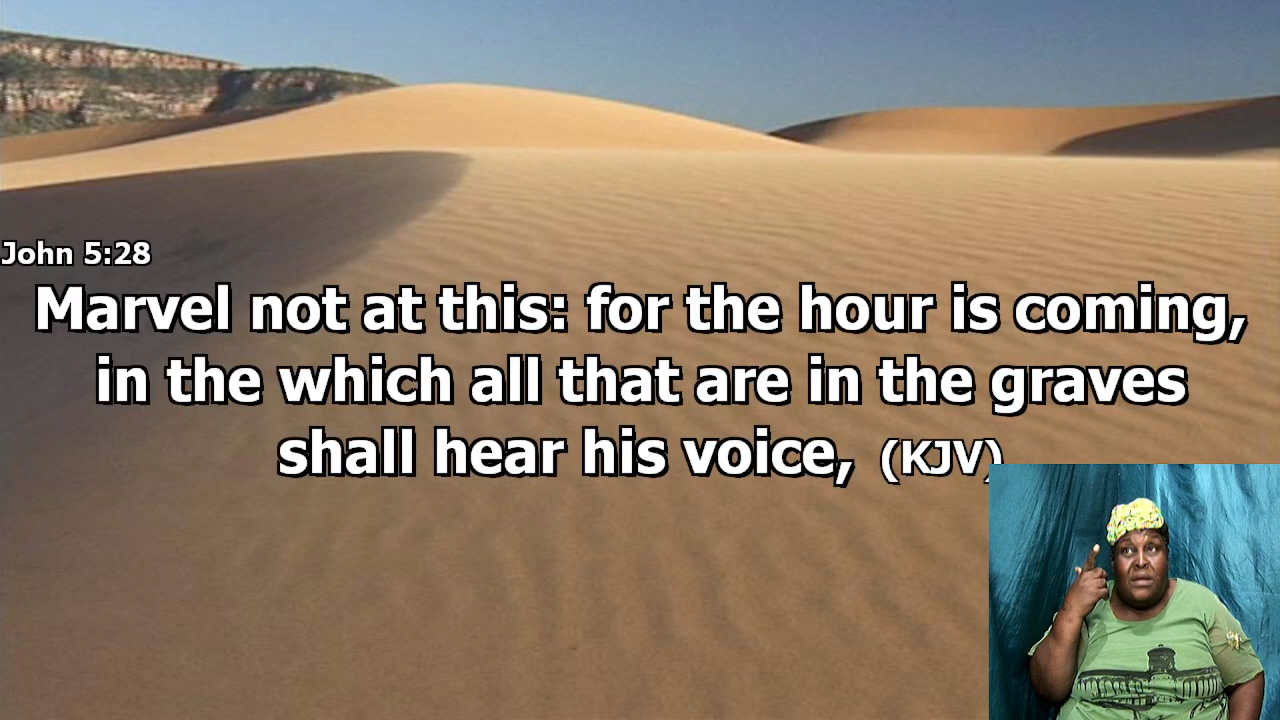 John 5:28
Marvel not at this: for the hour is coming,
in the which all that are in the graves
shall hear his voice, (KJV)